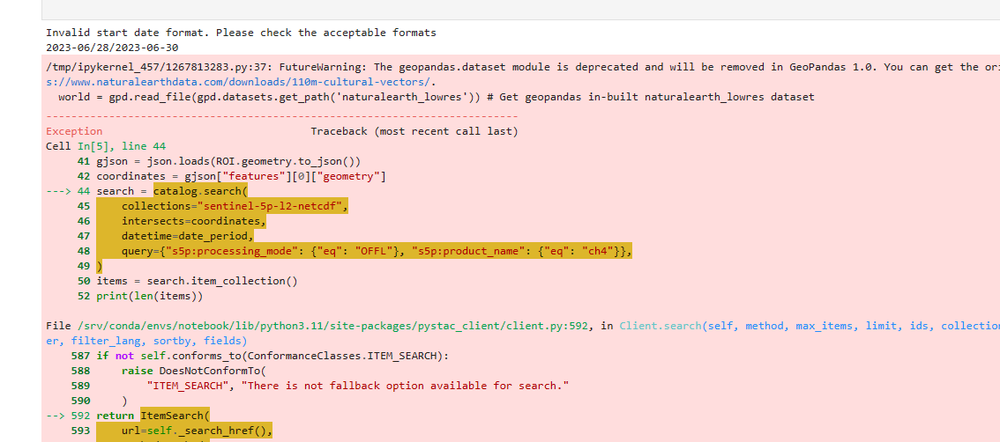 Invalid start date format. Please check the acceptable formats
2023-06/28/2023-06-30
/tmp/ipykernel_457/1267813283.py:37: FutureWarning: The geopandas.dataset module is deprecated and will be removed in GeoPandas 1.0. You can get the ori
s://www.naturalearthdata.com/downloads/110m-cultural-vectors/.
  world = gpd.read_file(gpd.datasets.get_path('naturalearth_lowres')) # Get geopandas in-built naturalearth_lowres dataset
---------------------------------------------------------------------------
Exception                                 Traceback (most recent call last)
Cell In[5], line 44
     41 gjson = json.loads(ROI.geometry.to_json())
     42 coordinates = gjson["features"][0]["geometry"]
---> 44 search = catalog.search(
     45     collections="sentinel-5p-l2-netcdf",
     46     intersects=coordinates,
     47     datetime=date_period,
     48     query={"s5p:processing_mode": {"eq": "OFFL"}, "s5p:product_name": {"eq": "ch4"}},
     49 )
     50 items = search.item_collection()
     52 print(len(items))
File /srv/conda/envs/notebook/lib/python3.11/site-packages/pystac_client/client.py:592, in Client.search(self, method, max_items, limit, ids, collection
er, filter_lang, sortby, fields)
    587 if not self.conforms_to(ConformanceClasses.ITEM_SEARCH):
    588     raise DoesNotConformTo(
    589         "ITEM_SEARCH", "There is not fallback option available for search."
    590     )
--> 592 return ItemSearch(
    593     url=self._search_href(),